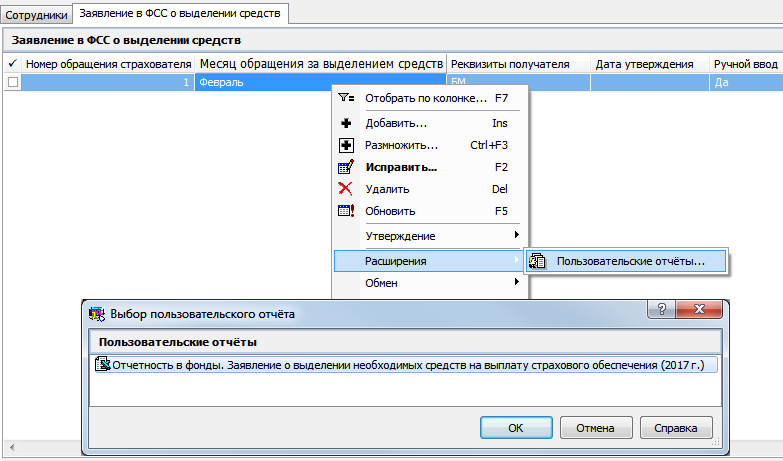 Сотрудники
Заявление в ФСС о выделении средств
Заявление в ФСС о выделении средств
✓ Номер обращения страхователя Месяц обращения за выделением средств Реквизиты получателя Дата утверждения Ручной ввод
1 Февраль БМ Да
Отобрать по колонке... F7
Добавить... Ins
Размножить... Ctrl+F3
Исправить... F2
Удалить Del
Обновить F5
Утверждение
Расширения
Пользовательские отчёты...
Обмен
Выбор пользовательского отчёта
Пользовательские отчёты
Отчетность в фонды. Заявление о выделении необходимых средств на выплату страхового обеспечения (2017 г.)
ОК
Отмена
Справка